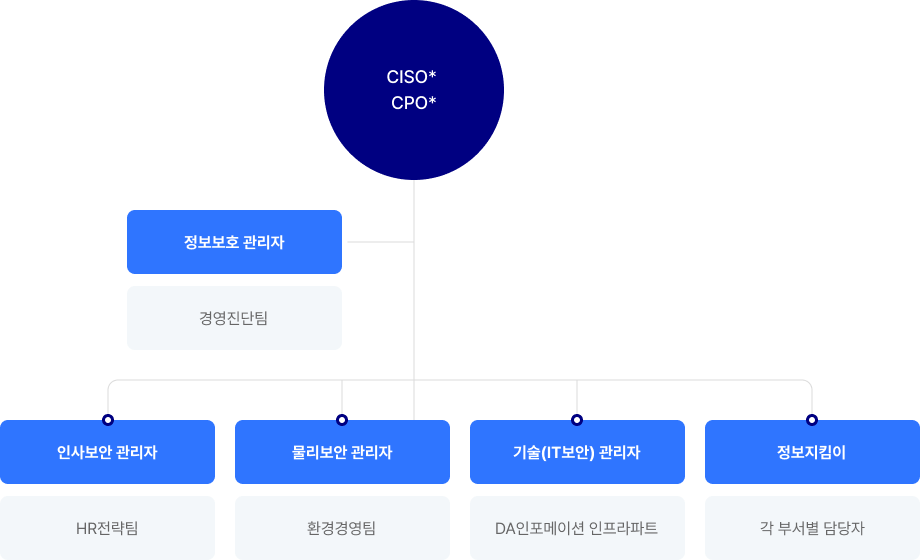 CISO*
CPO*
정보보호 관리자
경영진단팀
인사보안 관리자
물리보안 관리자
기술(IT보안) 관리자
정보지킴이
HR전략팀
환경경영팀
DA인포메이션 인프라파트
각 부서별 담당자